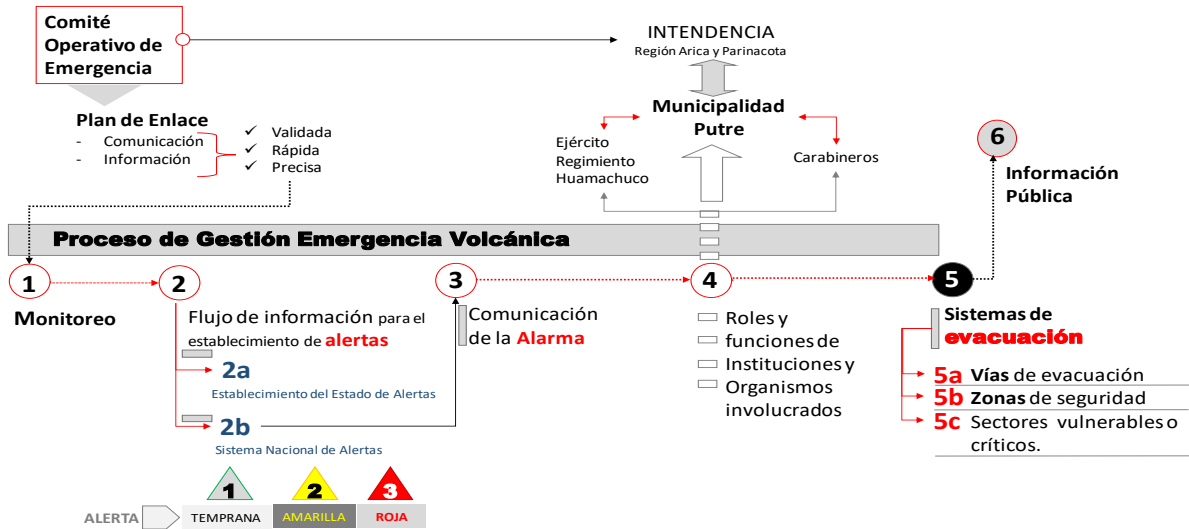 Comité
Operativo de
Emergencia
INTENDENCIA
Región Arica y Parinacota
Plan de Enlace
- Comunicación
- Información
✓ Validada
✓ Rápida
✓ Precisa
Municipalidad
Putre
Ejército
Regimiento
Huamachuco
Carabineros
6
Información
Pública
Proceso de Gestión Emergencia Volcánica
1
Monitoreo
2
Flujo de información para el
establecimiento de alertas
2a
Establecimiento del Estado de Alertas
2b
Sistema Nacional de Alertas
3
Comunicación
de la Alarma
4
Roles y
funciones de
Instituciones y
Organismos
involucrados
5
Sistemas de
evacuación
5a Vías de evacuación
5b Zonas de seguridad
5c Sectores vulnerables o
críticos.
1
2
3
ALERTA
TEMPRANA
AMARILLA
ROJA